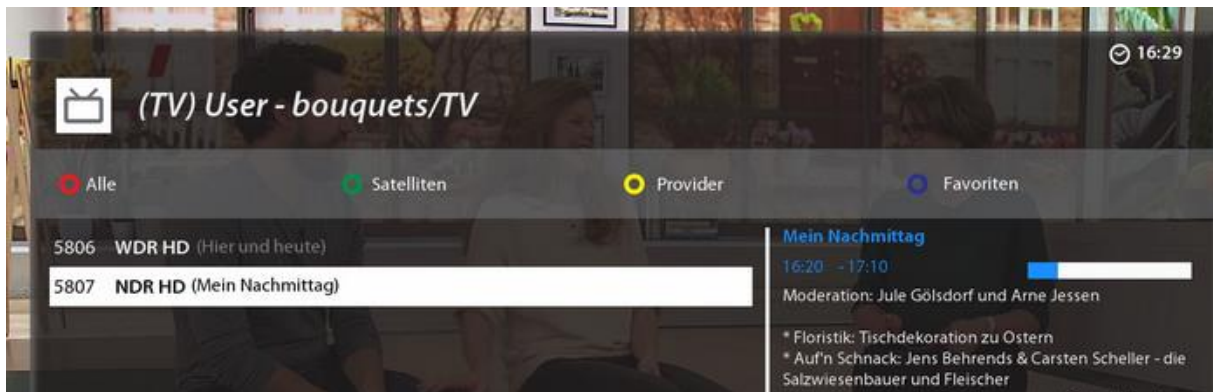 16:29
(TV) User - bouquets/TV
Alle Satelliten Provider Favoriten
5806 WDR HD (Hier und heute)
5807 NDR HD (Mein Nachmittag)
Mein Nachmittag
16:20 - 17:10
Moderation: Jule Gölsdorf und Arne Jessen
* Floristik: Tischdekoration zu Ostern
* Auf'n Schnack: Jens Behrends & Carsten Scheller - die
Salzwiesenbauer und Fleischer